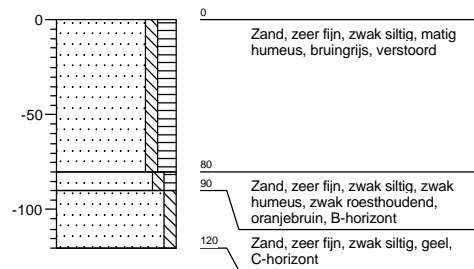 0
0
Zand, zeer fijn, zwak siltig, matig
humeus, bruingrijs, verstoord
-50
80
90
Zand, zeer fijn, zwak siltig, zwak
humeus, zwak roesthoudend,
oranjebruin, B-horizont
-100
120
Zand, zeer fijn, zwak siltig, geel,
C-horizont